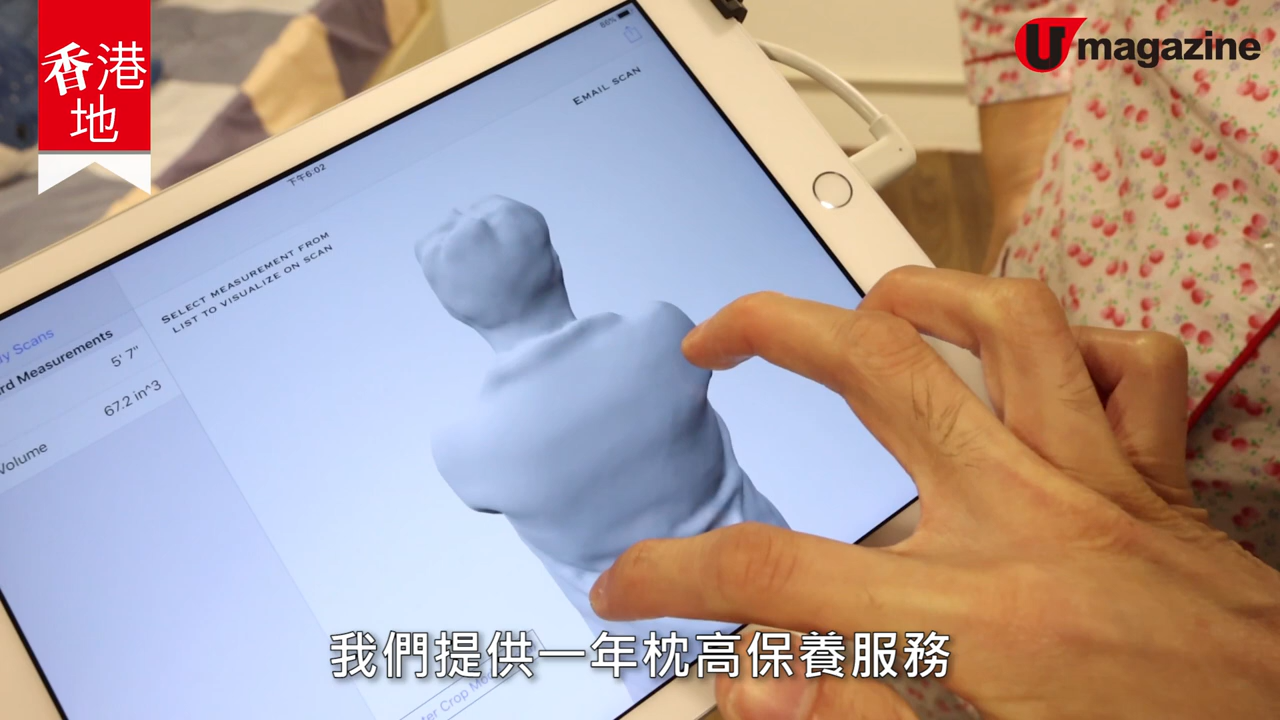 香港
地
U magazine
86%
EMAIL SCAN
下午6:02
SELECT MEASUREMENT FROM
LIST TO VISUALIZE ON SCAN
Scans
Measurements
5' 7"
67.2 in^3
Volume
Crop
我們提供一年枕高保養服務